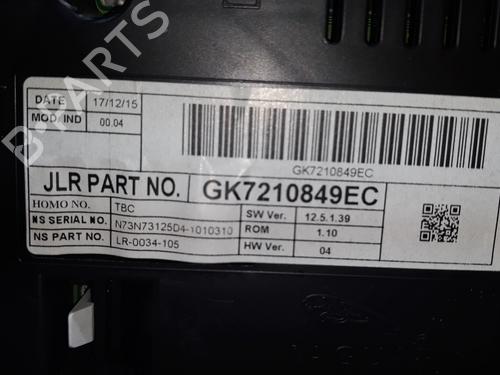 B-PARTS
DATE 17/12/15
MOD. IND 00.04
GK7210849EC
JLR PART NO. GK7210849EC
HOMO NO. TBC
NS SERIAL NO. N73N73125D4-1010310
NS PART NO. LR-0034-105
SW Ver. 12.5.1.39
ROM 1.10
HW Ver. 04